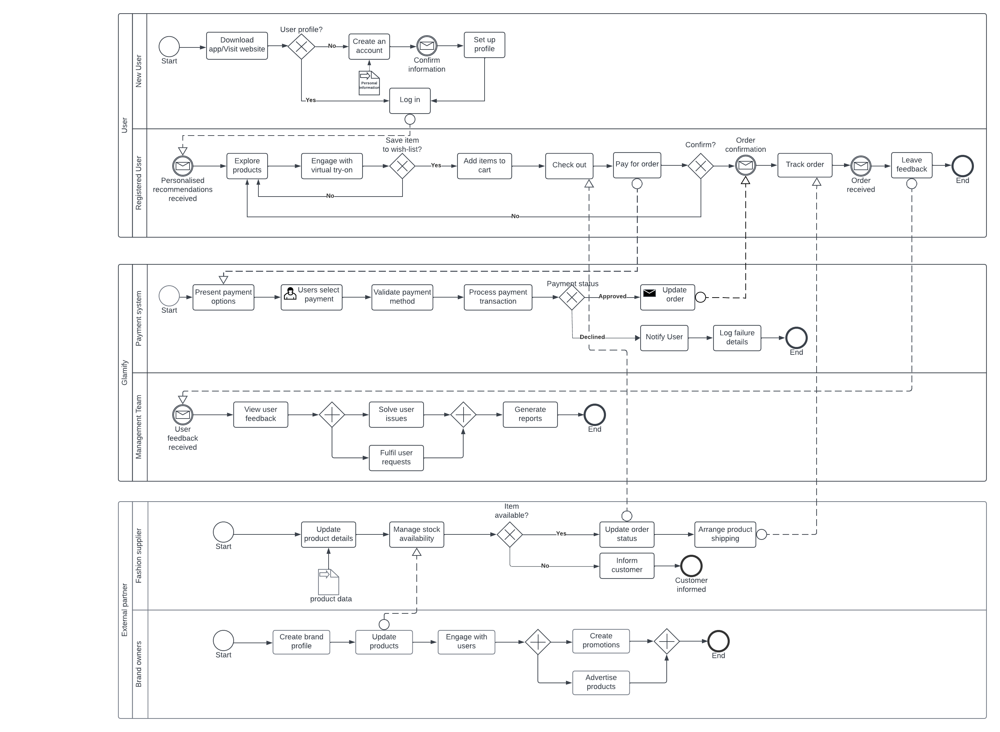 User
New User
User profile?
Start
Download
app/Visit website
No
Create an
account
Confirm
information
Set up
profile
Personal
information
Yes
Log in
Registered User
Personalised
recommendations
received
Explore
products
Engage with
virtual try-on
Save item
to wish-list?
Yes
No
Add items to
cart
Check out
Pay for order
Confirm?
No
Order
confirmation
Track order
Order
received
Leave
feedback
End
Glamify
Payment system
Start
Present payment
options
Users select
payment
Validate payment
method
Process payment
transaction
Payment status
Approved
Update
order
Declined
Notify User
Log failure
details
End
Management Team
User
feedback
received
View user
feedback
Solve user
issues
Fulfil user
requests
Generate
reports
End
External partner
Fashion supplier
Start
Update
product details
product data
Manage stock
availability
Item
available?
Yes
Update order
status
Arrange product
shipping
No
Inform
customer
Customer
informed
Brand owners
Start
Create brand
profile
Update
products
Engage with
users
Create
promotions
Advertise
products
End